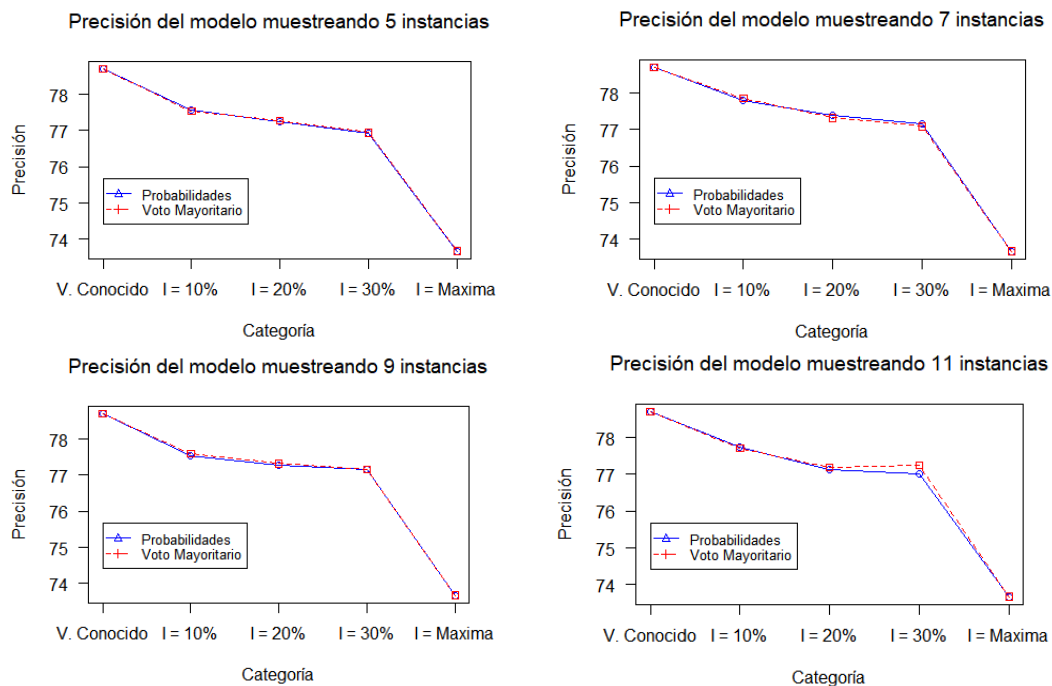 Precisión del modelo muestreando 5 instancias
Precisión
78
77
76
75
74
Probabilidades
Voto Mayoritario
V. Conocido I = 10% I = 20% I = 30% I = Maxima
Categoría
Precisión del modelo muestreando 7 instancias
Precisión
78
77
76
75
74
Probabilidades
Voto Mayoritario
V. Conocido I = 10% I = 20% I = 30% I = Maxima
Categoría
Precisión del modelo muestreando 9 instancias
Precisión
78
77
76
75
74
Probabilidades
Voto Mayoritario
V. Conocido I = 10% I = 20% I = 30% I = Maxima
Categoría
Precisión del modelo muestreando 11 instancias
Precisión
78
77
76
75
74
Probabilidades
Voto Mayoritario
V. Conocido I = 10% I = 20% I = 30% I = Maxima
Categoría